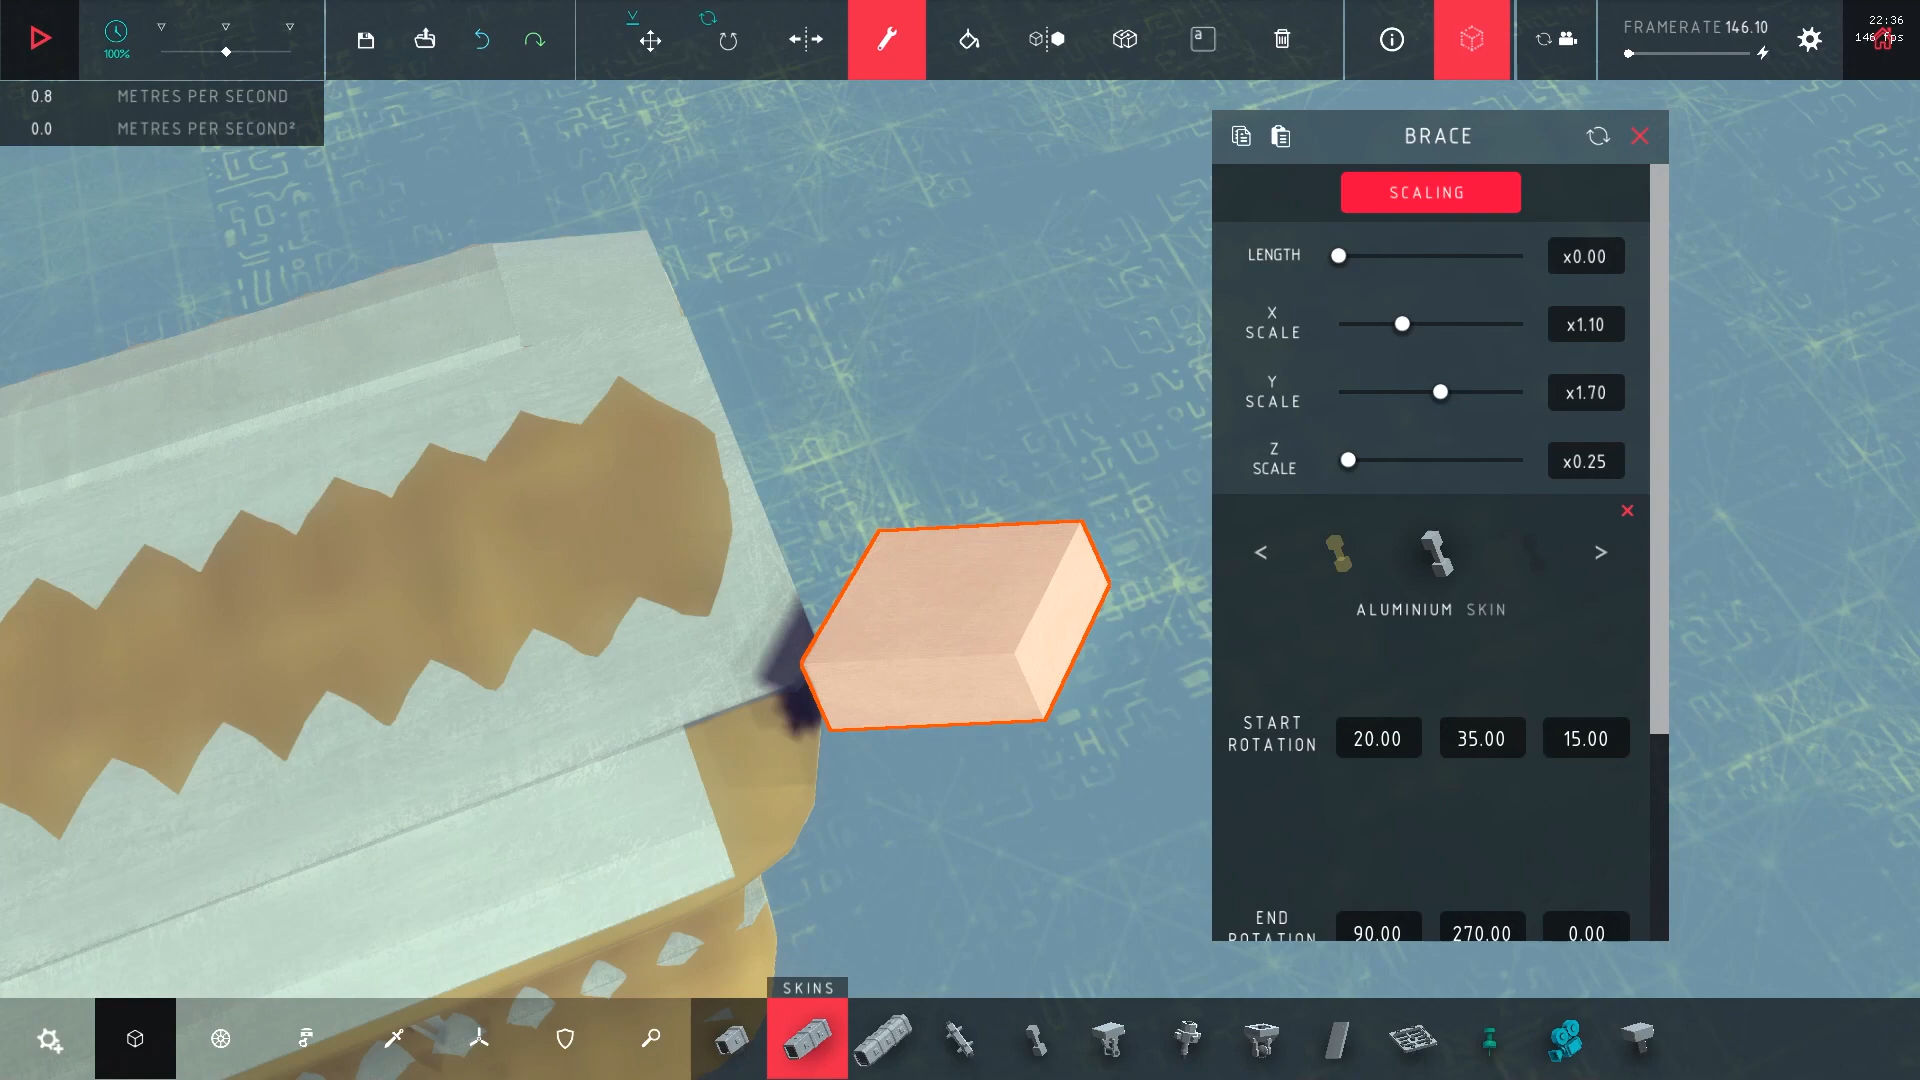 100%
FRAMERATE 146.10
22:36
146 fps
0.8 METRES PER SECOND
0.0 METRES PER SECOND²
BRACE
SCALING
LENGTH x0.00
X SCALE x1.10
Y SCALE x1.70
Z SCALE x0.25
< >
ALUMINIUM SKIN
START ROTATION 20.00 35.00 15.00
END ROTATION 90.00 270.00 0.00
SKINS
a